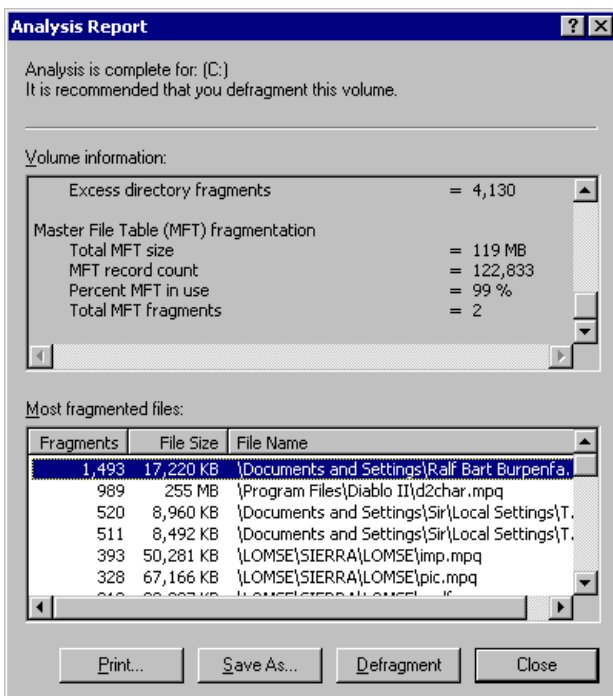 Analysis Report
Analysis is complete for: (C:)
It is recommended that you defragment this volume.
Volume information:
Excess directory fragments = 4,130
Master File Table (MFT) fragmentation
Total MFT size = 119 MB
MFT record count = 122,833
Percent MFT in use = 99 %
Total MFT fragments = 2
Most fragmented files:
Fragments File Size File Name
1,493 17,220 KB \Documents and Settings\Ralf Bart Burpenfa...
989 255 MB \Program Files\Diablo II\d2char.mpq
520 8,960 KB \Documents and Settings\Sir\Local Settings\T...
511 8,492 KB \Documents and Settings\Sir\Local Settings\T...
393 50,281 KB \LOMSE\SIERRA\LOMSE\imp.mpq
328 67,166 KB \LOMSE\SIERRA\LOMSE\pic.mpq
Print... Save As... Defragment Close